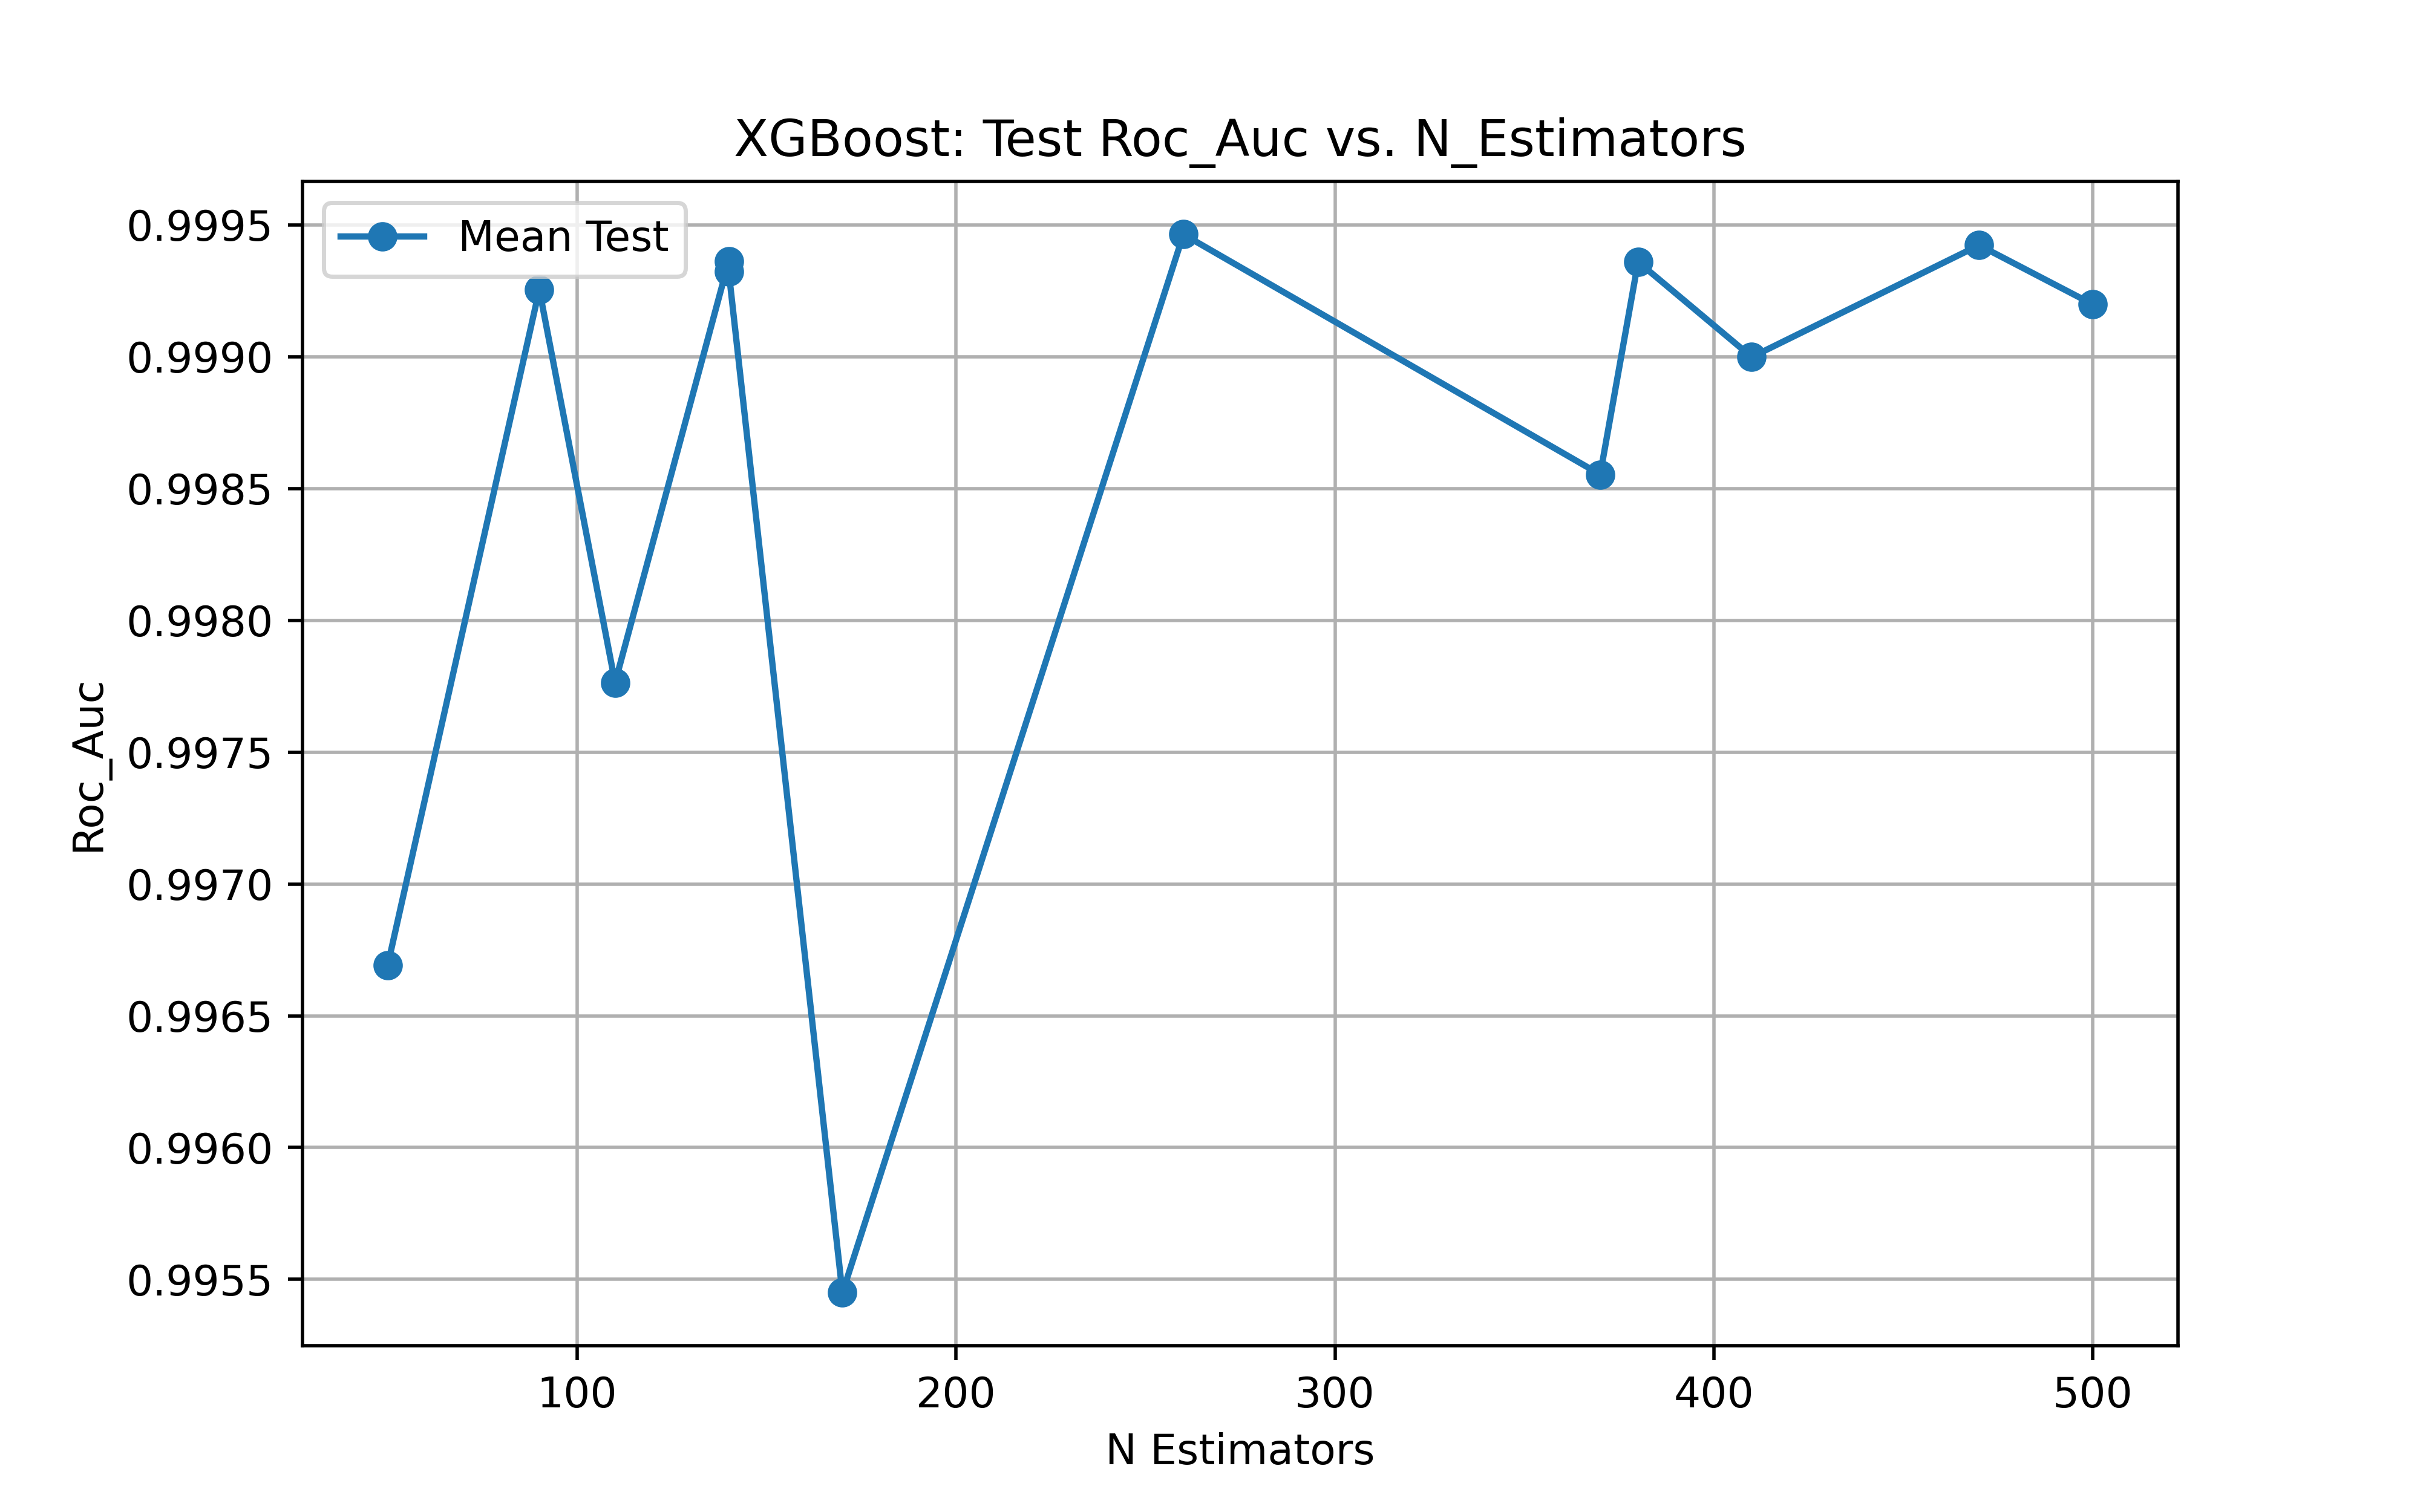 XGBoost: Test Roc_Auc vs. N_Estimators
Mean Test
Roc_Auc
0.9995
0.9990
0.9985
0.9980
0.9975
0.9970
0.9965
0.9960
0.9955
100 200 300 400 500
N Estimators